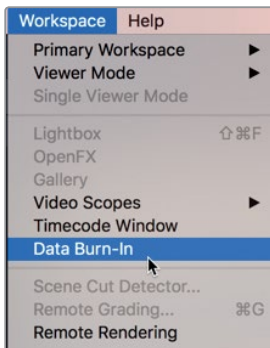 Workspace Help
Primary Workspace ▶
Viewer Mode ▶
Single Viewer Mode
Lightbox ⇧⌘F
OpenFX
Gallery
Video Scopes ▶
Timecode Window
Data Burn-In
Scene Cut Detector...
Remote Grading... ⌘G
Remote Rendering